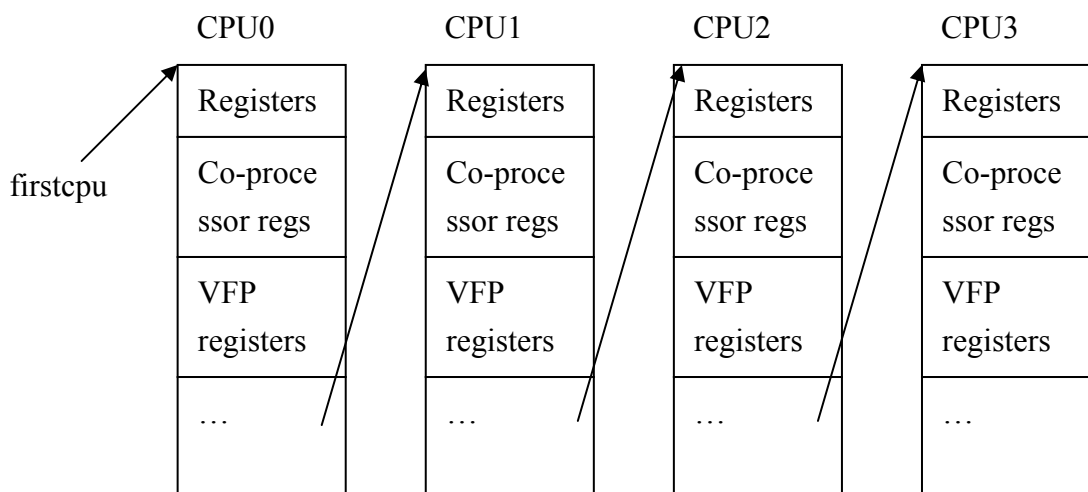 CPU0
CPU1
CPU2
CPU3
Registers
Registers
Registers
Registers
firstcpu
Co-proce
ssor regs
Co-proce
ssor regs
Co-proce
ssor regs
Co-proce
ssor regs
VFP
registers
VFP
registers
VFP
registers
VFP
registers
…
…
…
…